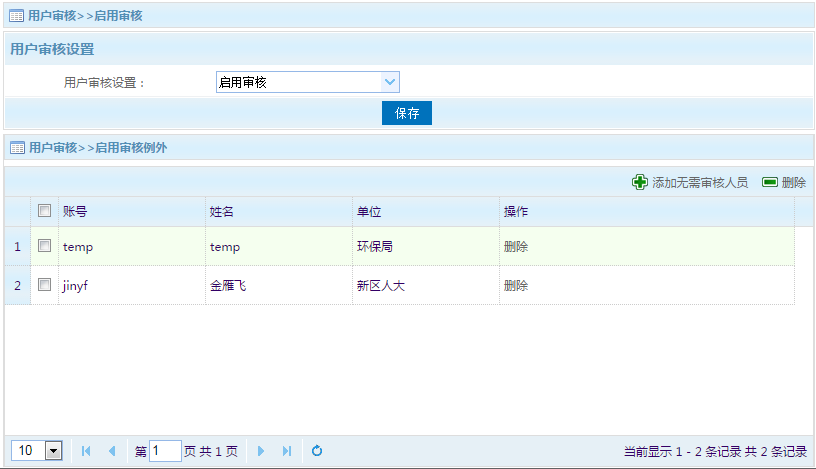 用户审核>>启用审核
用户审核设置
用户审核设置： 启用审核
保存
用户审核>>启用审核例外
添加无需审核人员 删除
账号 姓名 单位 操作
1 temp temp 环保局 删除
2 jinyf 金雁飞 新区人大 删除
10 第 1 页 共 1 页 当前显示 1 - 2 条记录 共 2 条记录